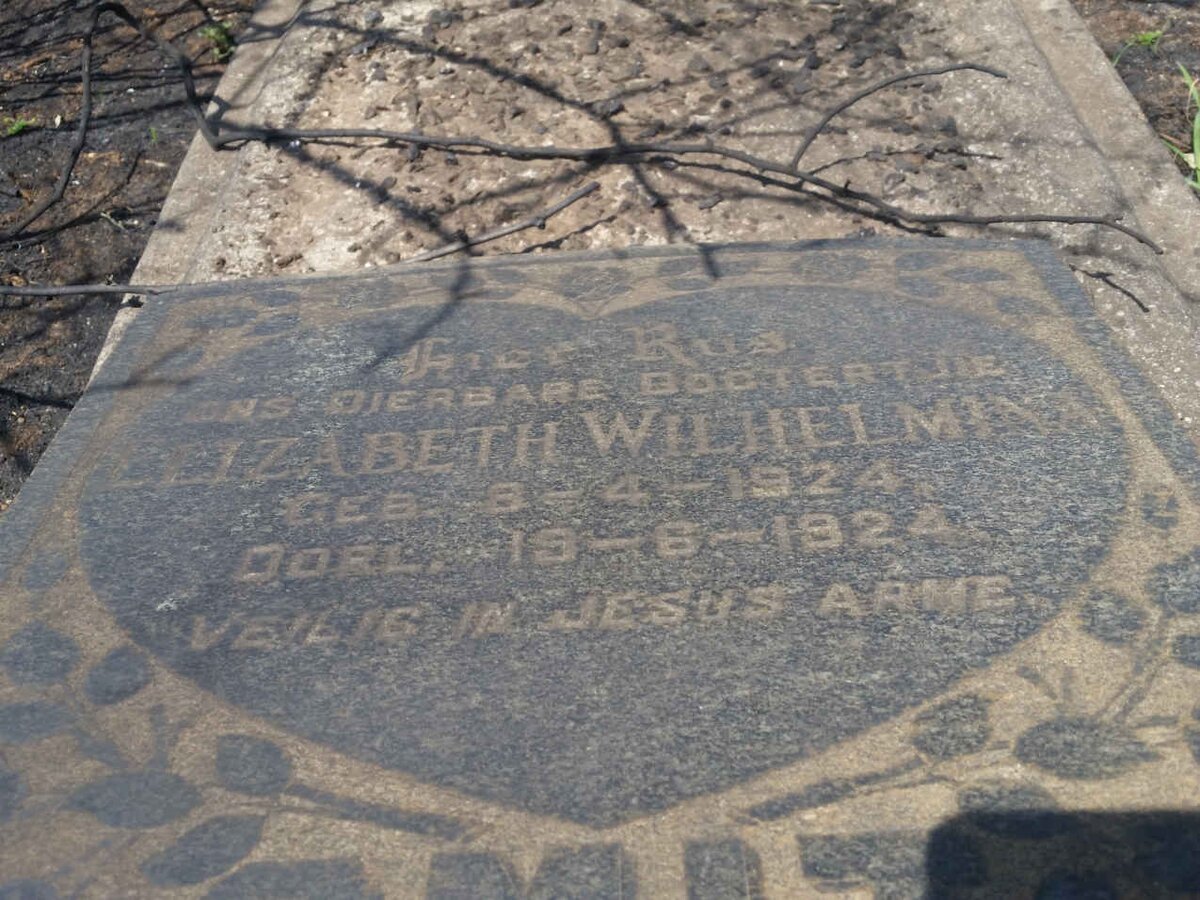 Hier Rus
ONS DIERBARE DOGTERTJIE
ELIZABETH WILHELMINA
GEB. 8-4-1924.
OORL. 19-6-1924.
VEILIG IN JESUS ARME.